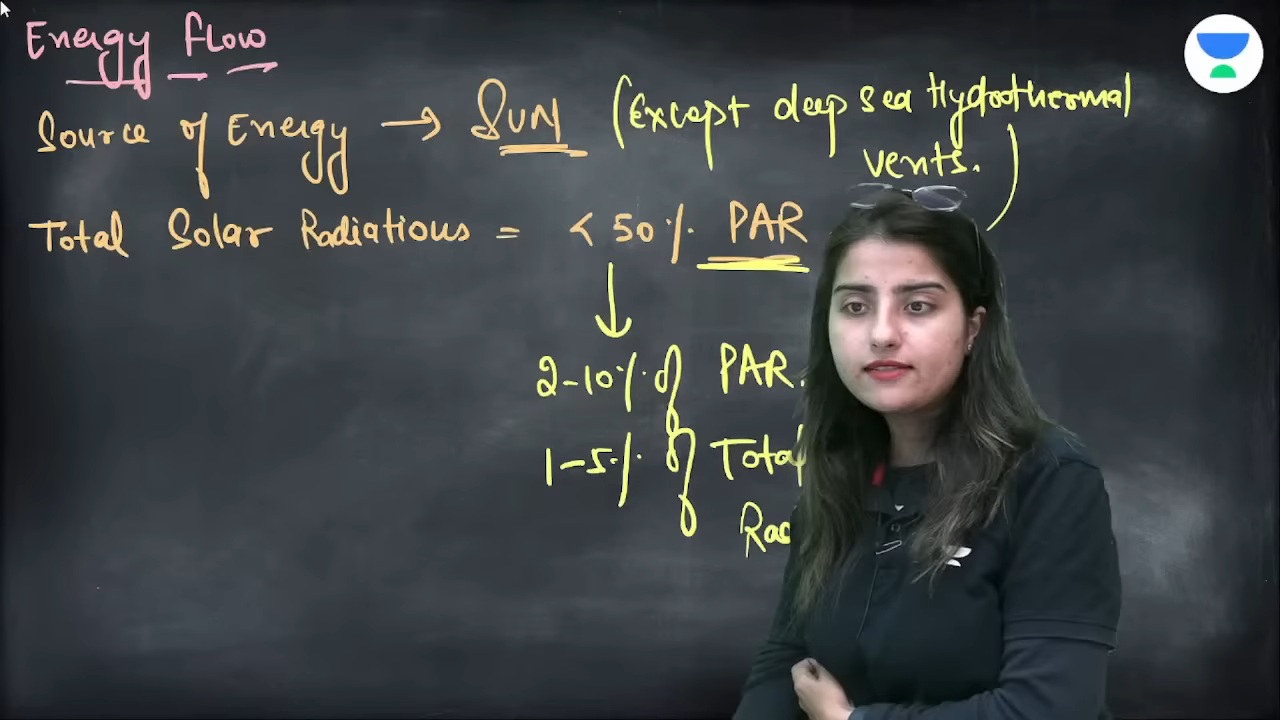 Energy flow
Source of Energy → SUN (Except deep sea Hydrothermal
vents.)
Total Solar Radiations = < 50% PAR
↓
2-10% of PAR.
1-5% of Total